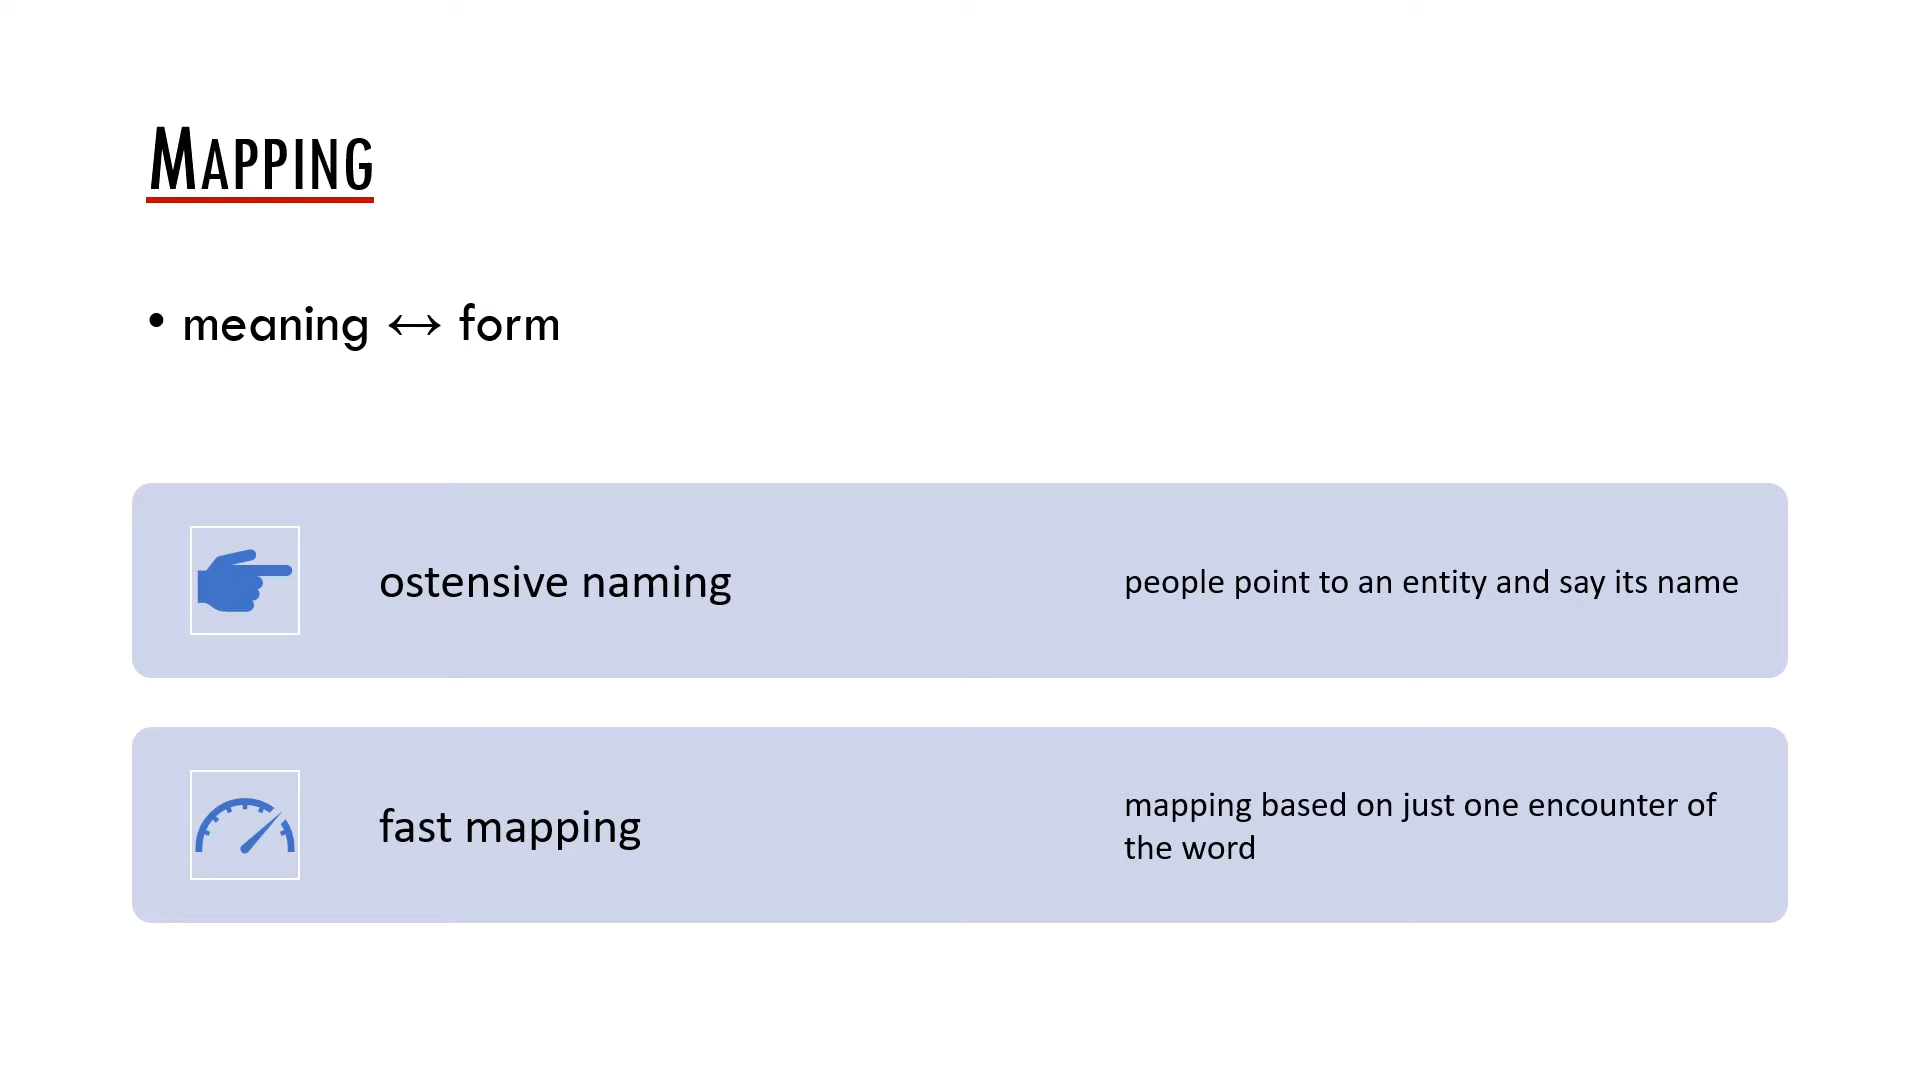 MAPPING
• meaning ↔ form
ostensive naming
people point to an entity and say its name
fast mapping
mapping based on just one encounter of
the word